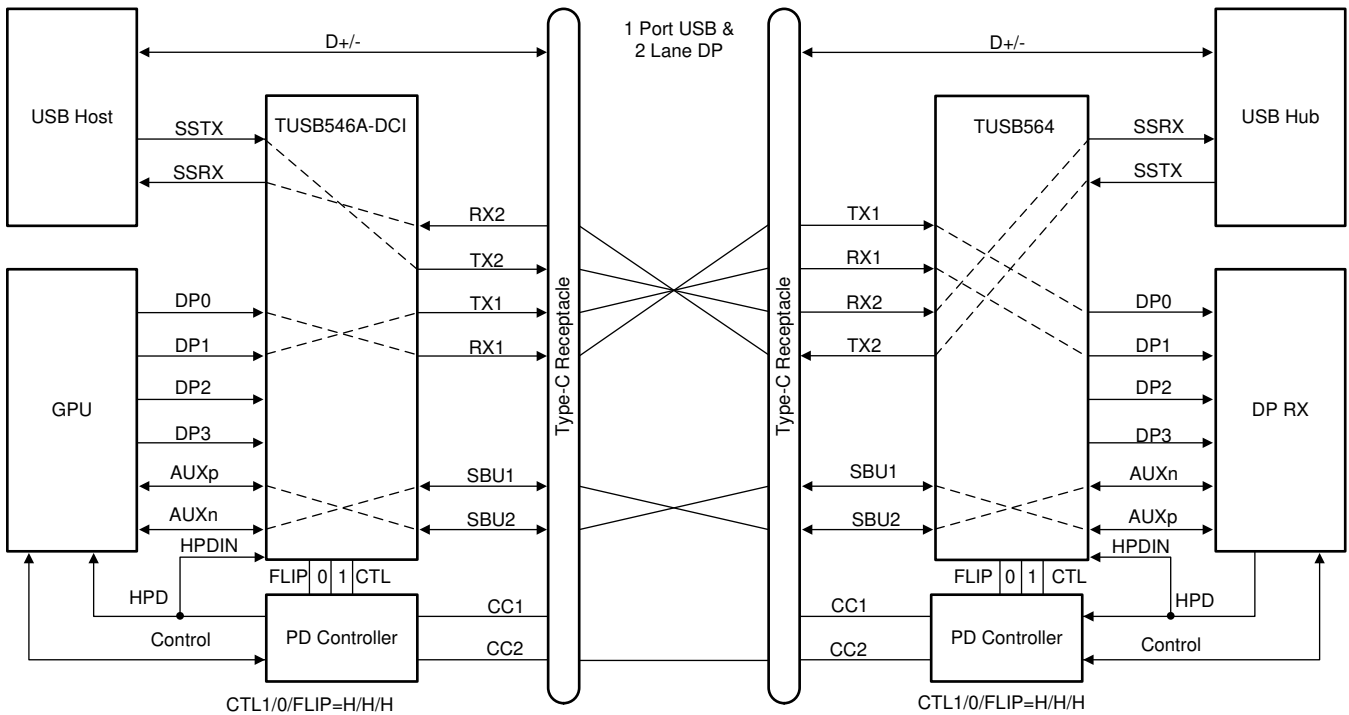 1 Port USB &
2 Lane DP
D+/-
D+/-
USB Host
TUSB546A-DCI
TUSB564
USB Hub
SSTX
SSRX
SSRX
SSTX
RX2
TX2
TX1
RX1
TX1
RX1
RX2
TX2
Type-C Receptacle
Type-C Receptacle
GPU
DP0
DP1
DP2
DP3
AUXp
AUXn
HPDIN
SBU1
SBU2
SBU1
SBU2
DP0
DP1
DP2
DP3
AUXn
AUXp
HPDIN
DP RX
FLIP 0 1 CTL
FLIP 0 1 CTL
HPD
Control
PD Controller
CC1
CC2
CC1
CC2
PD Controller
HPD
Control
CTL1/0/FLIP=H/H/H
CTL1/0/FLIP=H/H/H